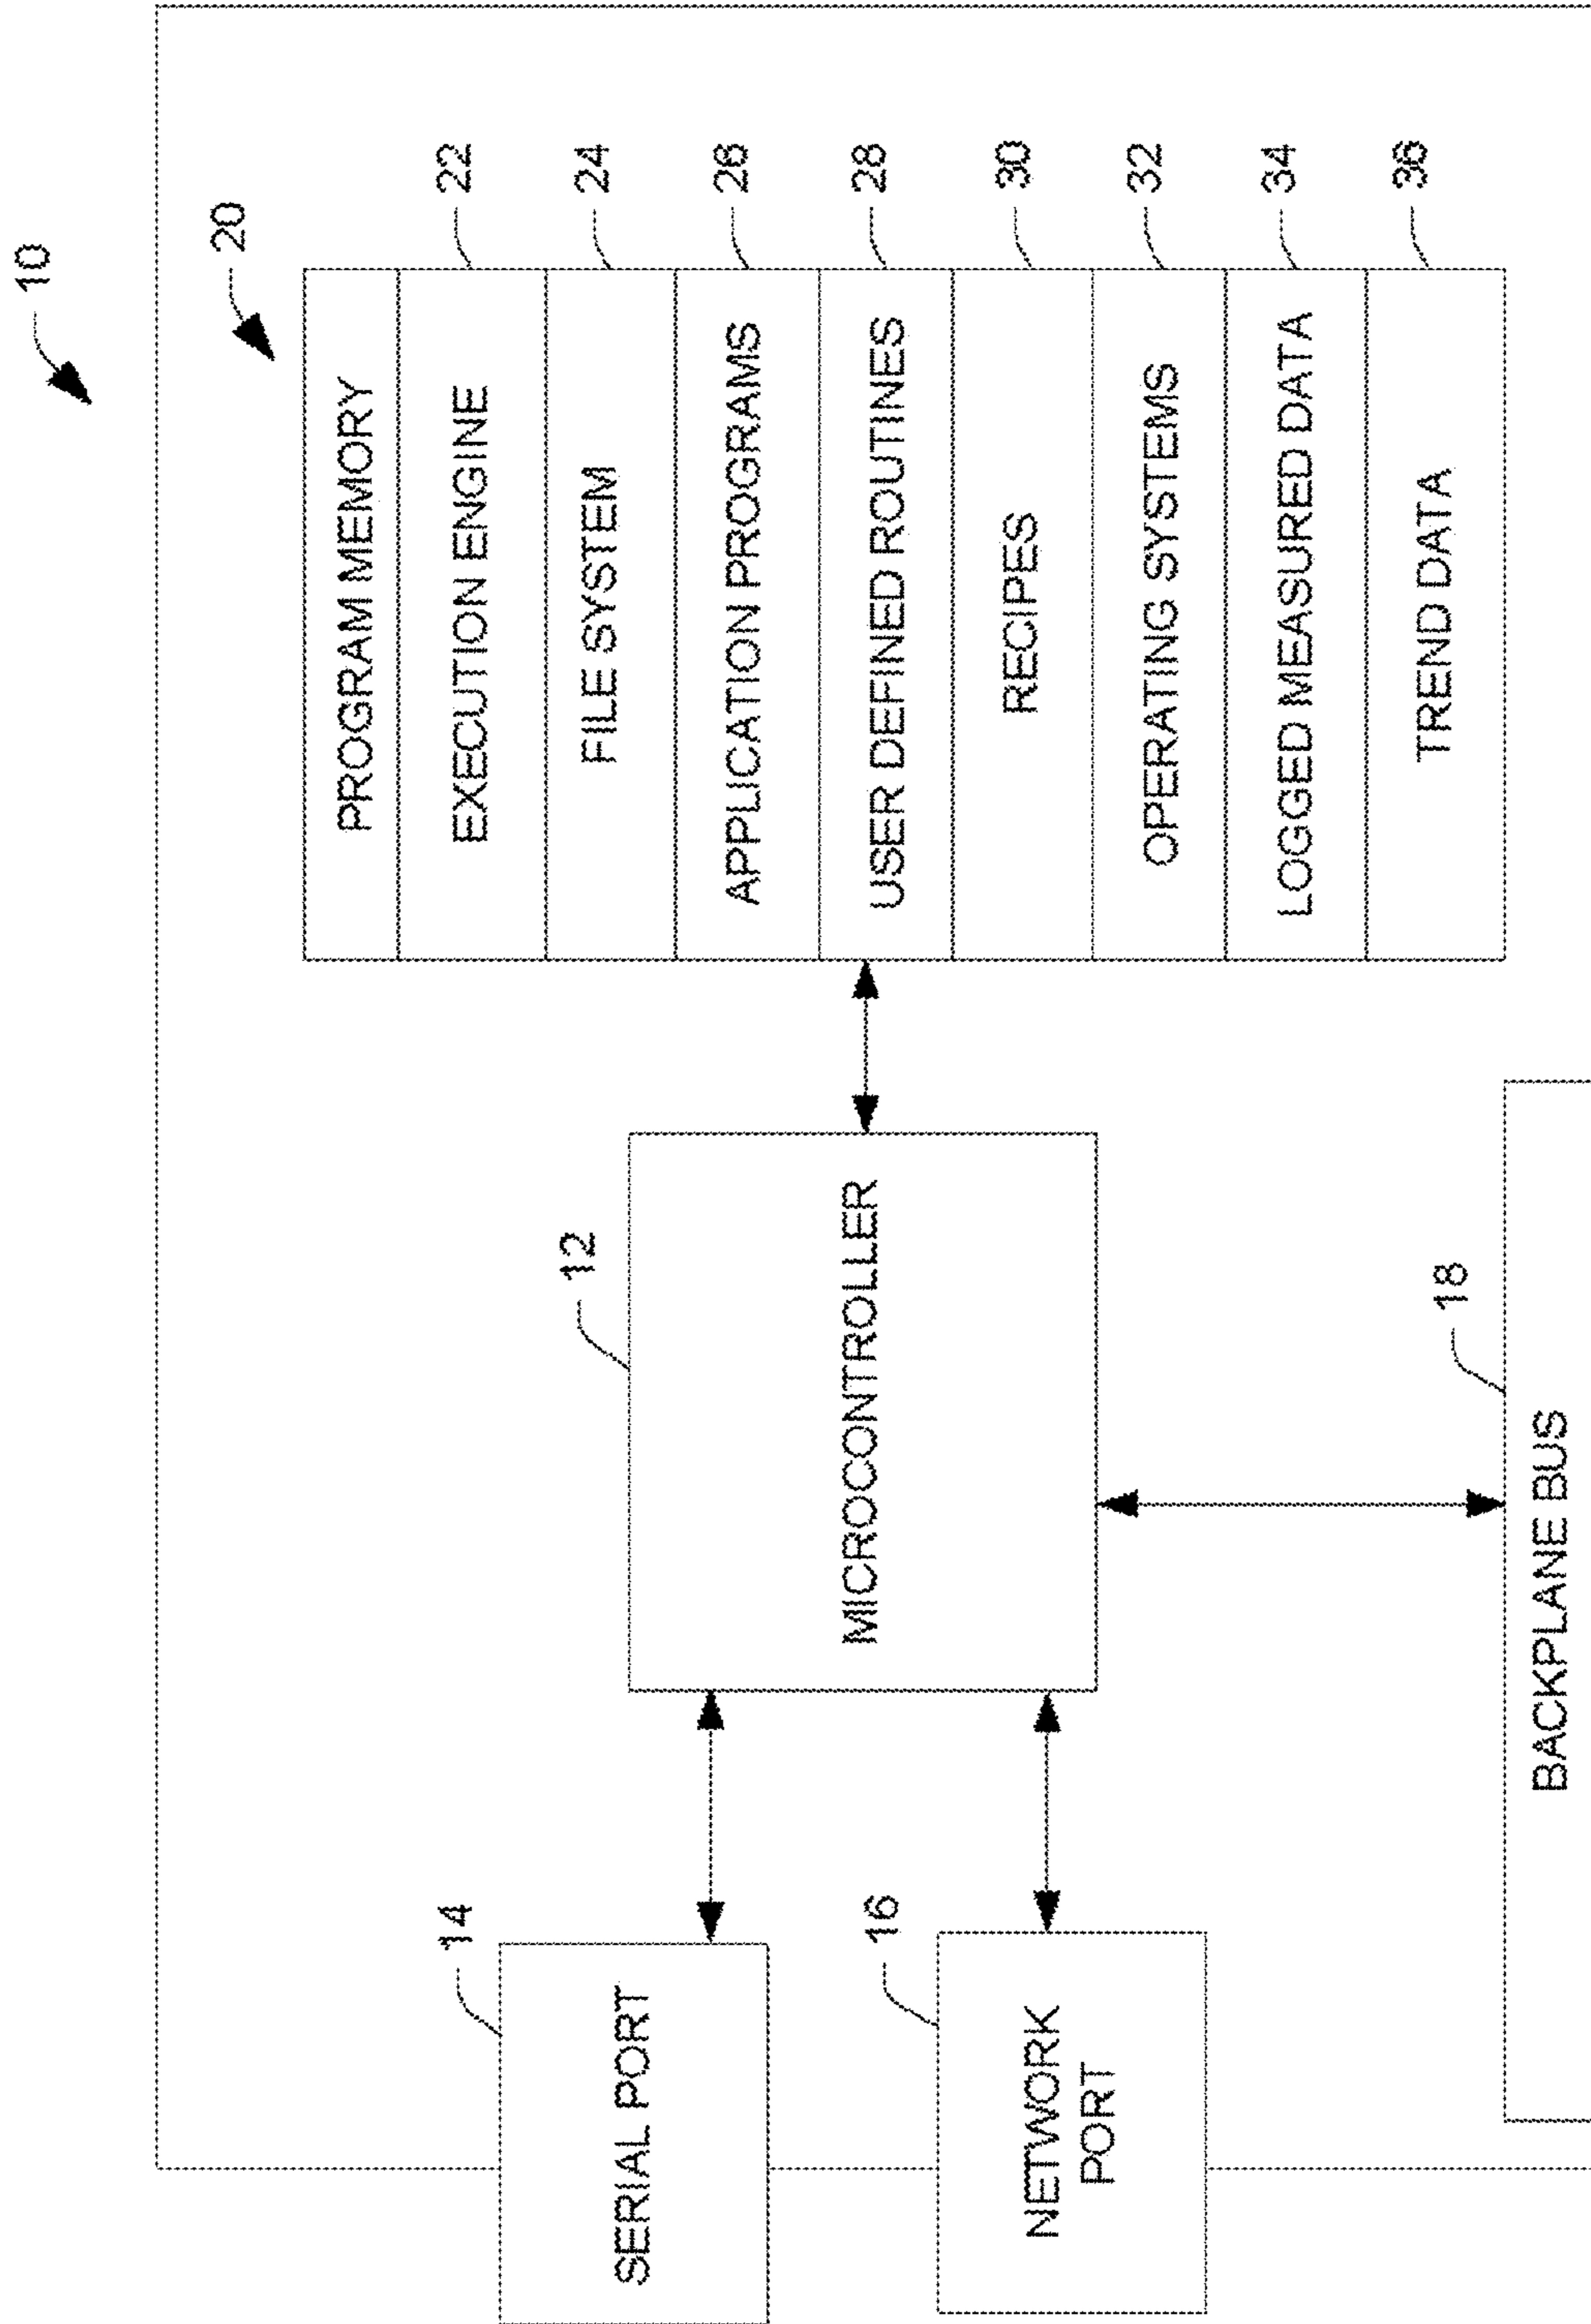 10
20
PROGRAM MEMORY
EXECUTION ENGINE
22
FILE SYSTEM
24
APPLICATION PROGRAMS
26
USER DEFINED ROUTINES
28
RECIPES
30
OPERATING SYSTEMS
32
LOGGED MEASURED DATA
34
TREND DATA
36
12
MICROCONTROLLER
14
SERIAL PORT
16
NETWORK
PORT
18
BACKPLANE BUS